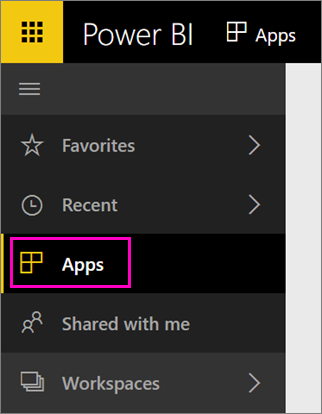 Power BI Apps
Favorites
Recent
Apps
Shared with me
Workspaces